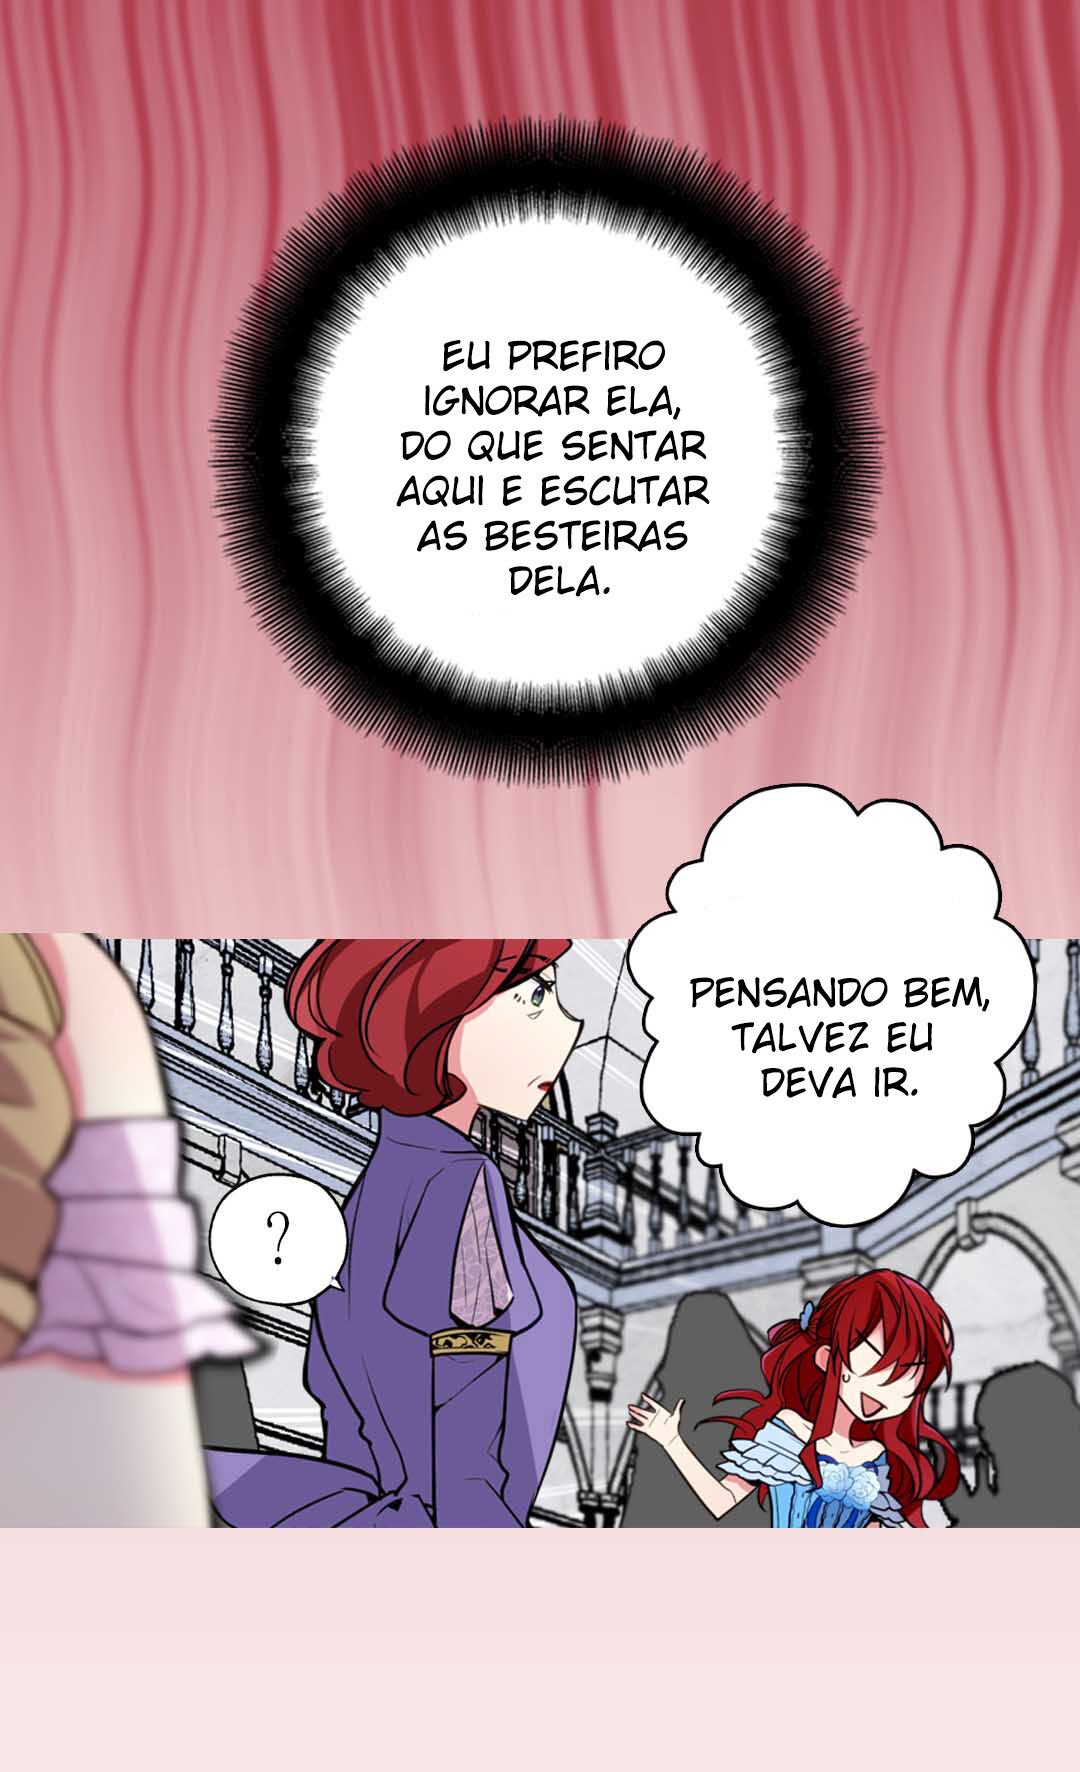 EU PREFIRO
IGNORAR ELA,
DO QUE SENTAR
AQUI E ESCUTAR
AS BESTEIRAS
DELA.
PENSANDO BEM,
TALVEZ EU
DEVA IR.
?